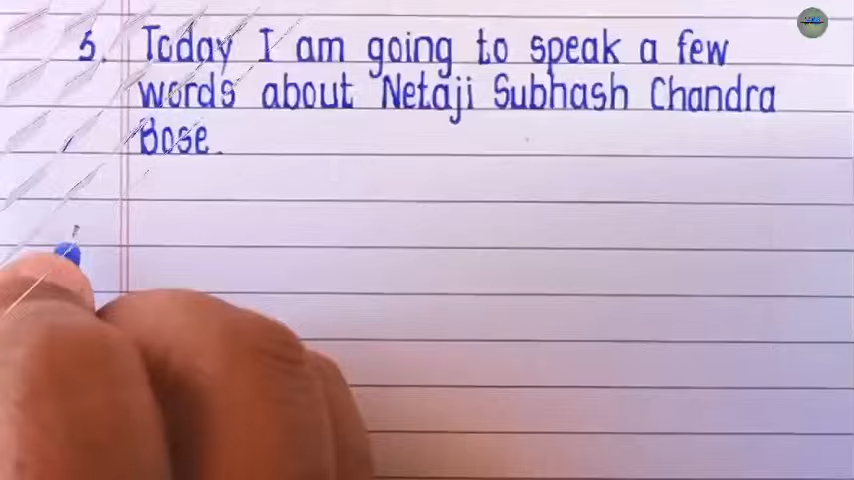 5. Today I am going to speak a few
words about Netaji Subhash Chandra
Bose.